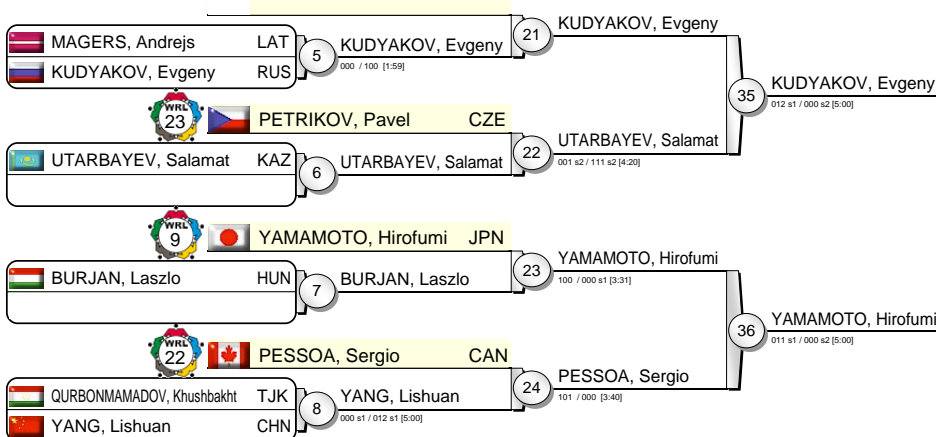 KUDYAKOV, Evgeny
21
MAGERS, Andrejs LAT
5
KUDYAKOV, Evgeny
000 / 100 [1:59]
KUDYAKOV, Evgeny RUS
35
KUDYAKOV, Evgeny
012 s1 / 000 s2 [5:00]
WRL
23
PETRIKOV, Pavel CZE
UTARBAYEV, Salamat
22
001 s2 / 111 s2 [4:20]
UTARBAYEV, Salamat KAZ
6
UTARBAYEV, Salamat
WRL
9
YAMAMOTO, Hirofumi JPN
YAMAMOTO, Hirofumi
23
100 / 000 s1 [3:31]
BURJAN, Laszlo HUN
7
BURJAN, Laszlo
36
YAMAMOTO, Hirofumi
011 s1 / 000 s2 [5:00]
WRL
22
PESSOA, Sergio CAN
PESSOA, Sergio
24
101 / 000 [3:40]
QURBONMAMADOV, Khushbakht TJK
8
YANG, Lishuan
000 s1 / 012 s1 [5:00]
YANG, Lishuan CHN